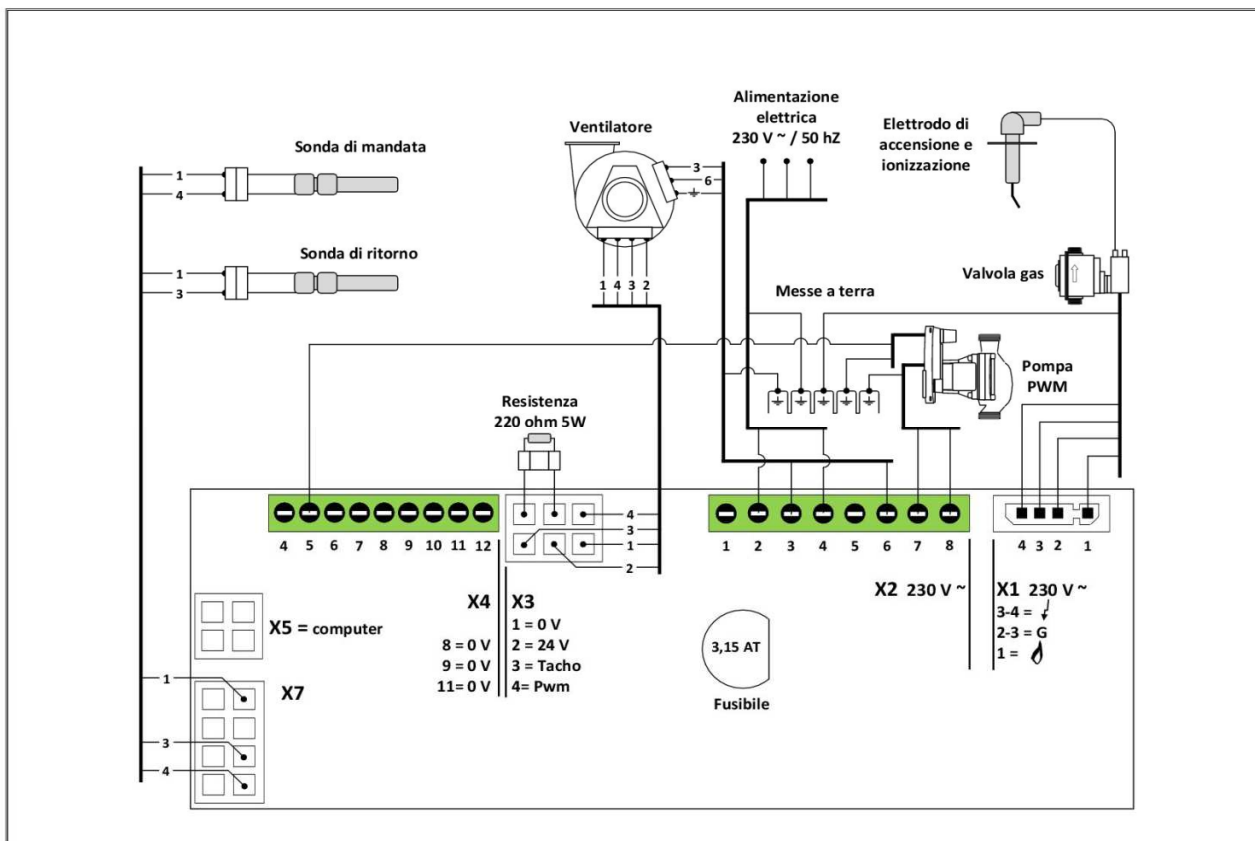 Alimentazione
elettrica
230 V ~ / 50 hZ
Ventilatore
Elettrodo di
accensione e
ionizzazione
Sonda di mandata
1
4
3
6
Sonda di ritorno
1
3
Valvola gas
1 4 3 2
Messe a terra
Pompa
PWM
Resistenza
220 ohm 5W
4
3
1
2
4 5 6 7 8 9 10 11 12
1 2 3 4 5 6 7 8
4 3 2 1
X4
8 = 0 V
9 = 0 V
11= 0 V
X3
1 = 0 V
2 = 24 V
3 = Tacho
4= Pwm
X2 230 V ~
X1 230 V ~
3-4 =
2-3 = G
1 =
X5 = computer
3,15 AT
Fusibile
X7
1
3
4